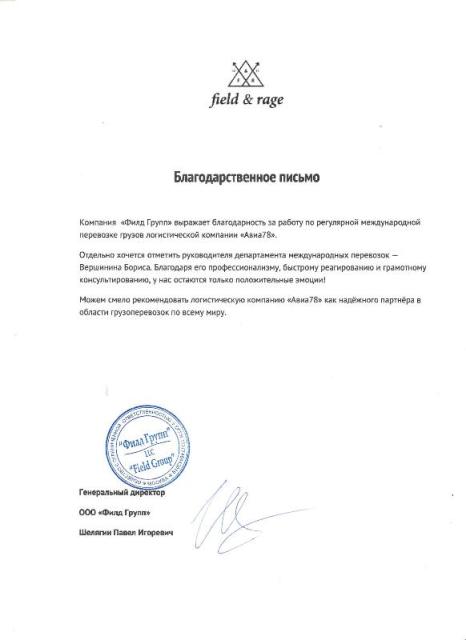 field & rage
Благодарственное письмо
Компания «Филд Групп» выражает благодарность за работу по регулярной международной
перевозке грузов логистической компании «Авиа78».
Отдельно хочется отметить руководителя департамента международных перевозок —
Вершинина Бориса. Благодаря его профессионализму, быстрому реагированию и грамотному
консультированию, у нас остаются только положительные эмоции!
Можем смело рекомендовать логистическую компанию «Авиа78» как надёжного партнёра в
области грузоперевозок по всему миру.
"Филд Групп"
LLC
"Field Group"
Генеральный директор
ООО «Филд Групп»
Шелягин Павел Игоревич